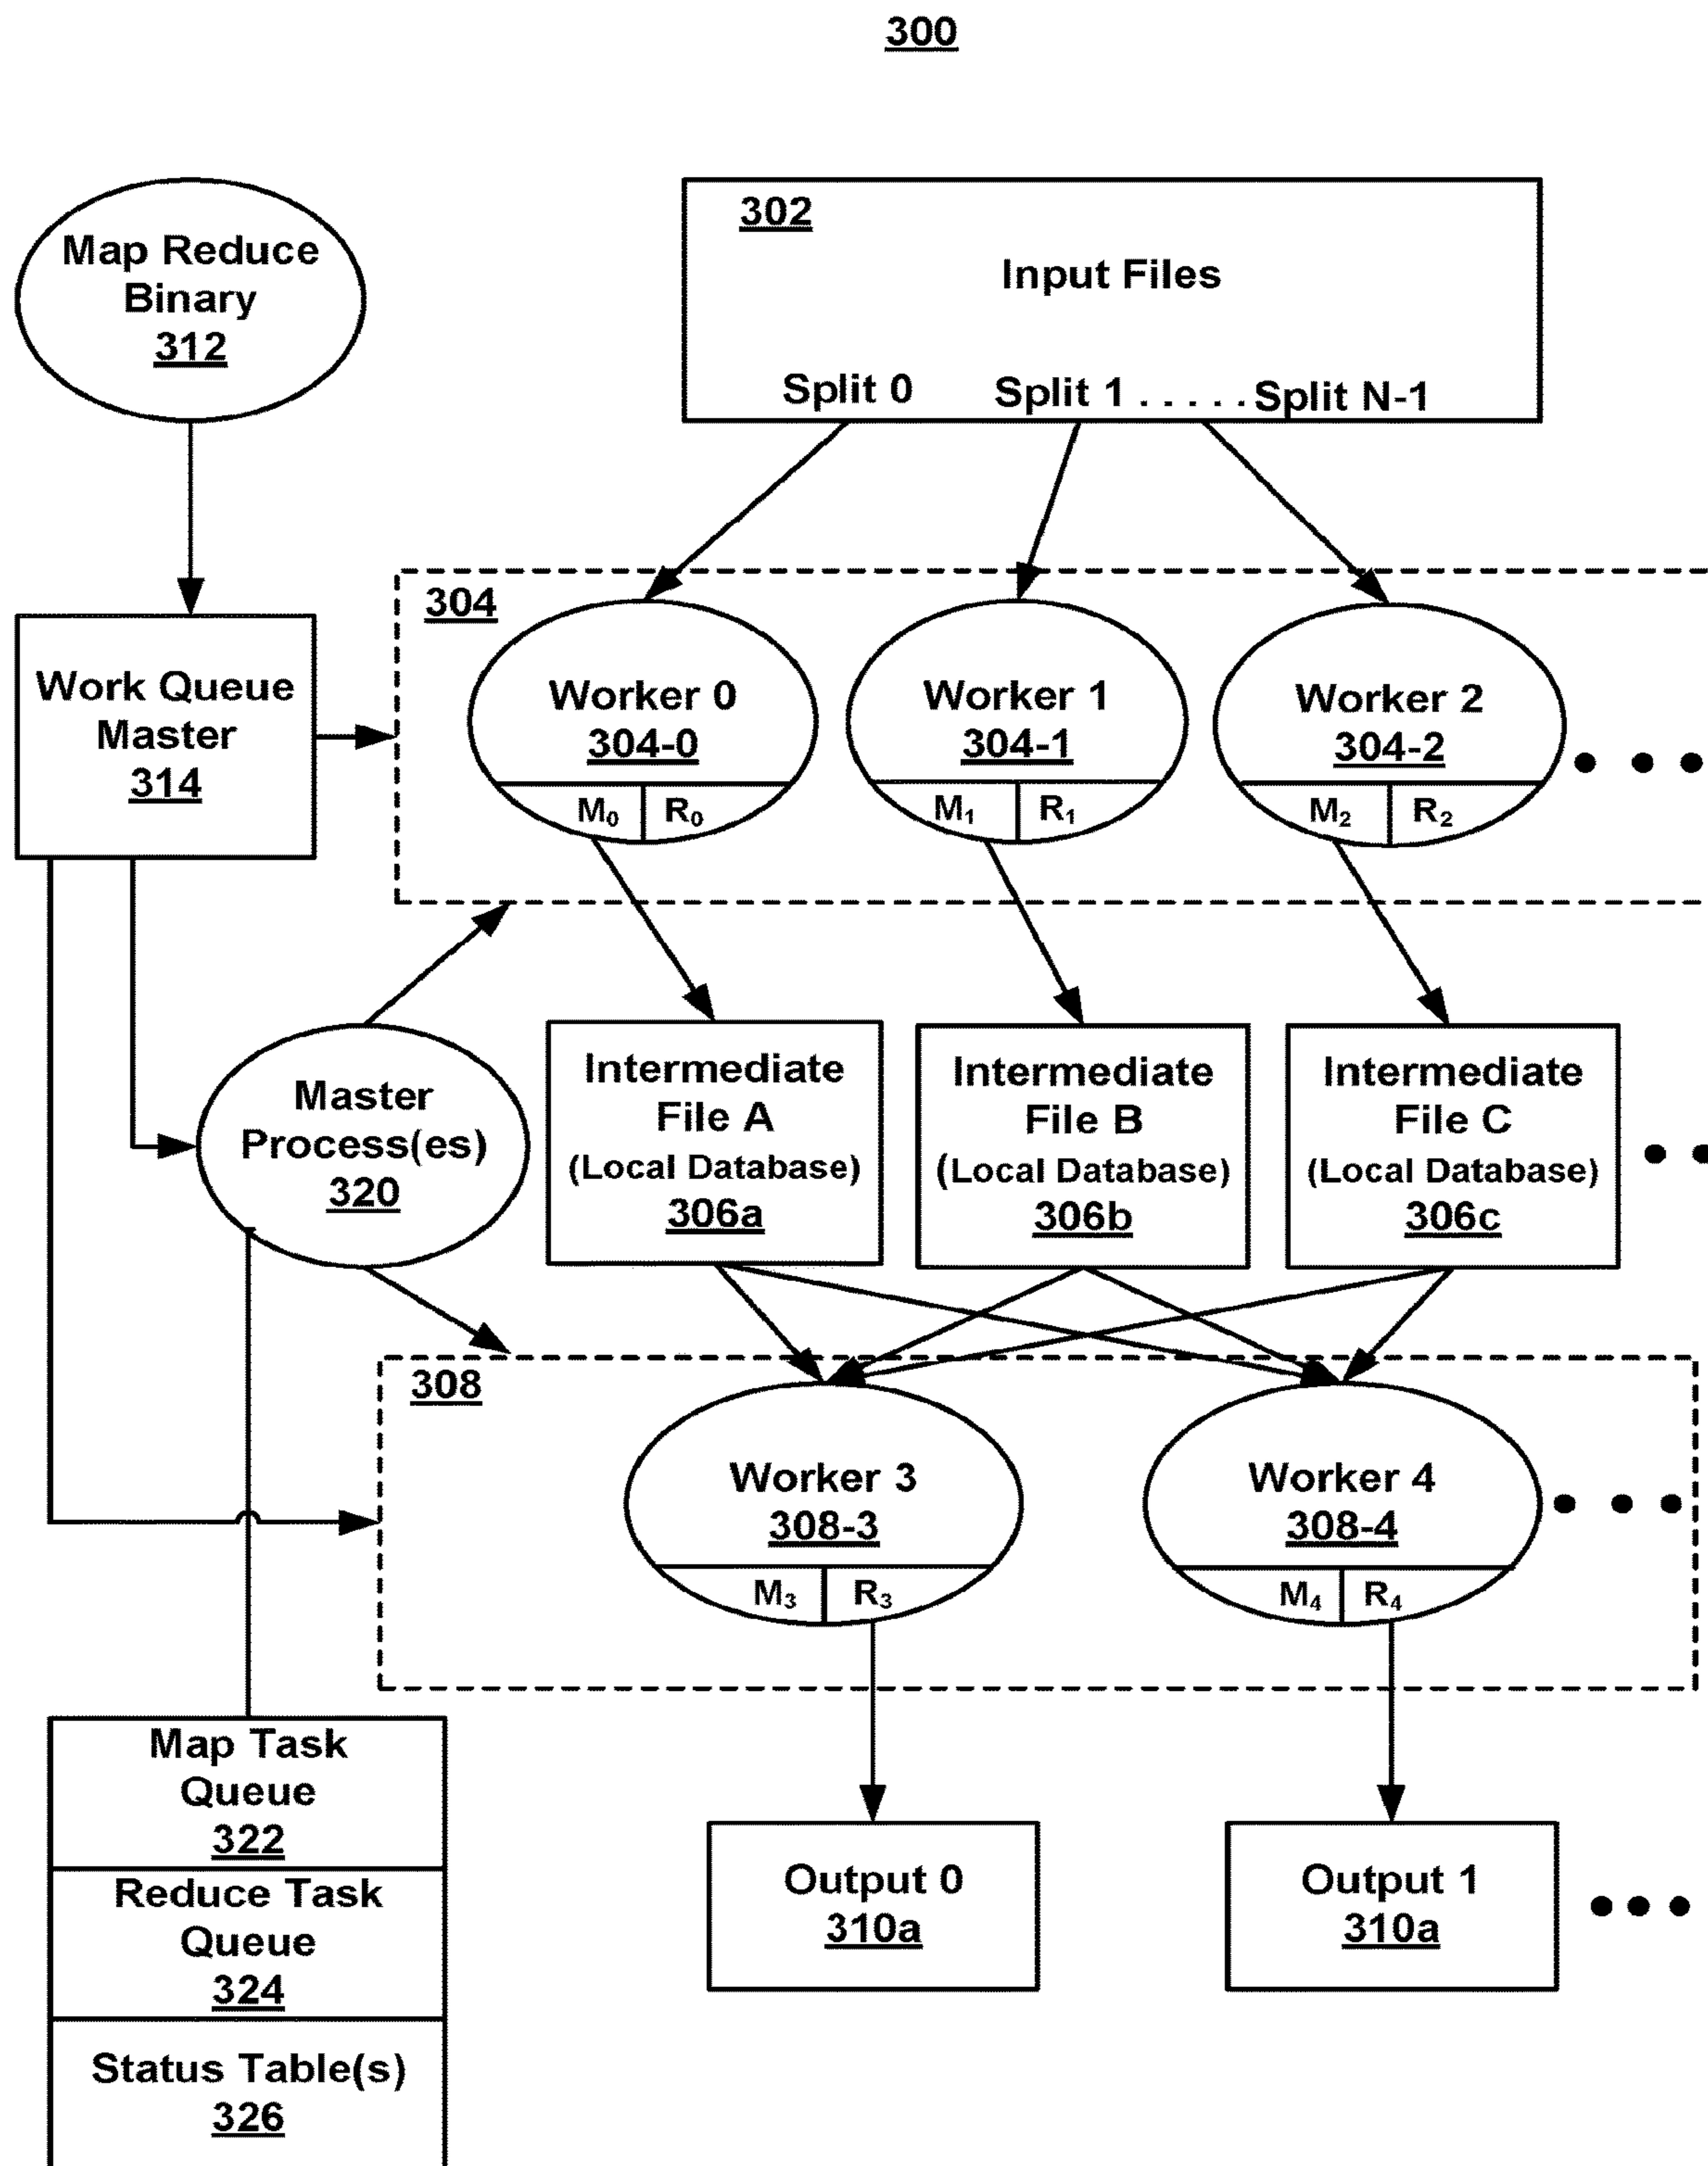 300
Map Reduce
Binary
312
302
Input Files
Split 0
Split 1 . . . . . Split N-1
Work Queue
Master
314
304
Worker 0
304-0
M₀ R₀
Worker 1
304-1
M₁ R₁
Worker 2
304-2
M₂ R₂
Master
Process(es)
320
Intermediate
File A
(Local Database)
306a
Intermediate
File B
(Local Database)
306b
Intermediate
File C
(Local Database)
306c
308
Worker 3
308-3
M₃ R₃
Worker 4
308-4
M₄ R₄
Map Task
Queue
322
Reduce Task
Queue
324
Status Table(s)
326
Output 0
310a
Output 1
310a